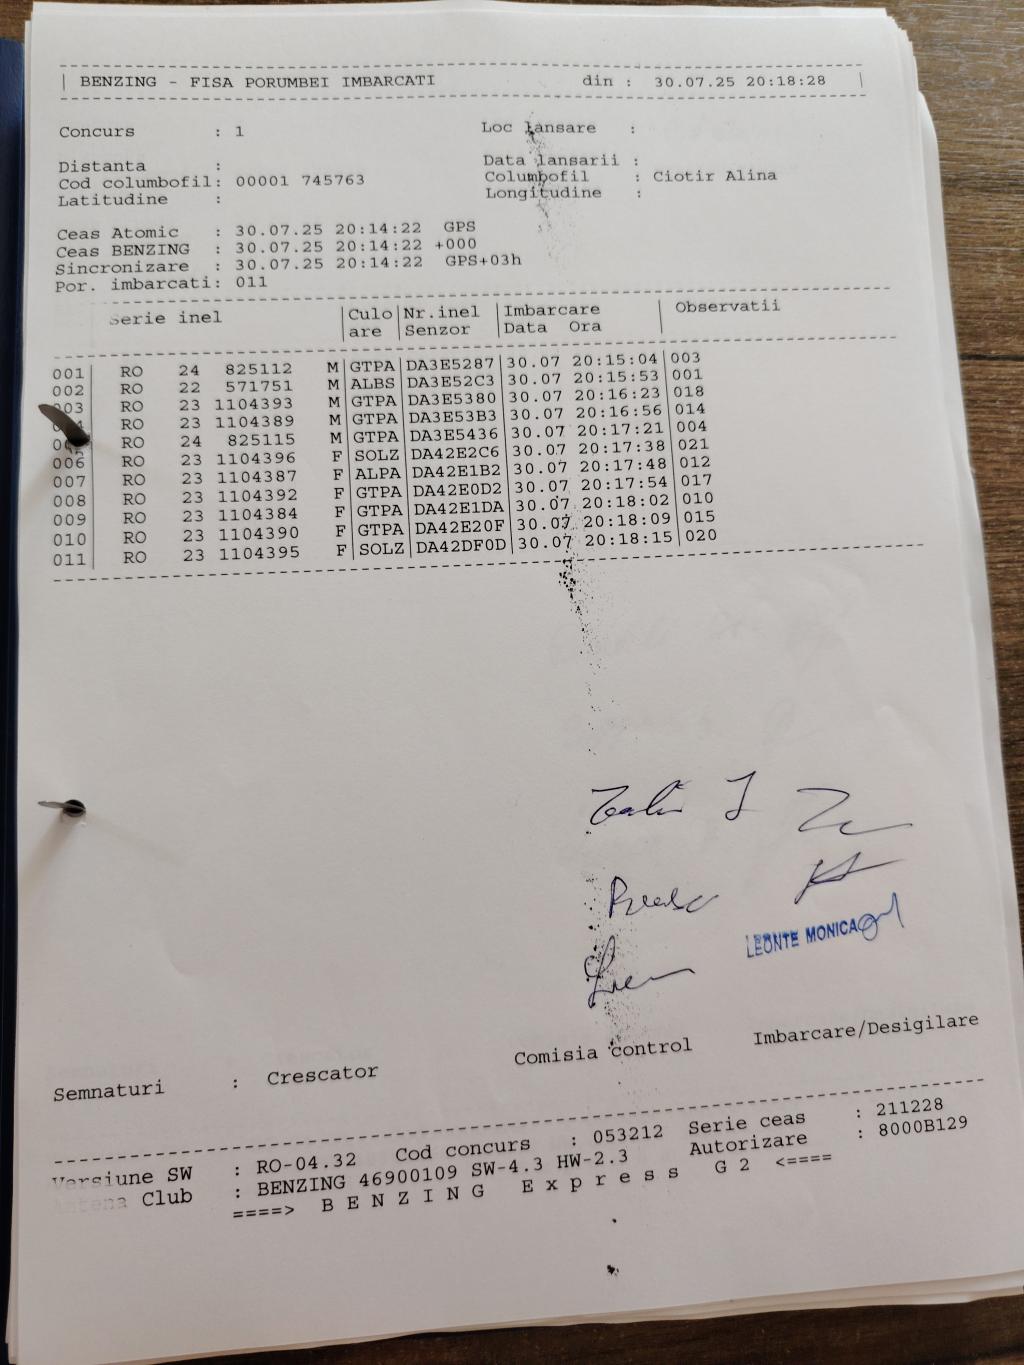 BENZING - FISA PORUMBEI IMBARCATI din : 30.07.25 20:18:28
Concurs : 1 Loc lansare :
Distanta : Data lansarii :
Cod columbofil: 00001 745763 Columbofil : Ciotir Alina
Latitudine : Longitudine :
Ceas Atomic : 30.07.25 20:14:22 GPS
Ceas BENZING : 30.07.25 20:14:22 +000
Sincronizare : 30.07.25 20:14:22 GPS+03h
Por. imbarcati: 011
Serie inel |Culo|Nr.inel |Imbarcare | Observatii
|are |Senzor |Data Ora |
001| RO 24 825112 M|GTPA|DA3E5287|30.07 20:15:04|003
002| RO 22 571751 M|ALBS|DA3E52C3|30.07 20:15:53|001
003| RO 23 1104393 M|GTPA|DA3E5380|30.07 20:16:23|018
004| RO 23 1104389 M|GTPA|DA3E53B3|30.07 20:16:56|014
005| RO 24 825115 M|GTPA|DA3E5436|30.07 20:17:21|004
006| RO 23 1104396 F|SOLZ|DA42E2C6|30.07 20:17:38|021
007| RO 23 1104387 F|ALPA|DA42E1B2|30.07 20:17:48|012
008| RO 23 1104392 F|GTPA|DA42E0D2|30.07 20:17:54|017
009| RO 23 1104384 F|GTPA|DA42E1DA|30.07 20:18:02|010
010| RO 23 1104390 F|GTPA|DA42E20F|30.07 20:18:09|015
011| RO 23 1104395 F|SOLZ|DA42DF0D|30.07 20:18:15|020
LEONTE MONICA
Semnaturi : Crescator Comisia control Imbarcare/Desigilare
Versiune SW : RO-04.32 Cod concurs : 053212 Serie ceas : 211228
Antena Club : BENZING 46900109 SW-4.3 HW-2.3 Autorizare : 8000B129
====> B E N Z I N G E x p r e s s G 2 <====